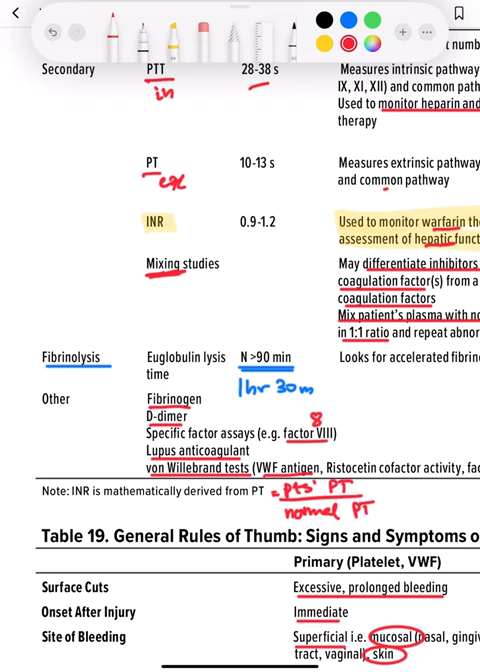 t numb
Secondary PTT 28-38 s Measures intrinsic pathway
in IX, XI, XII) and common path
Used to monitor heparin and
therapy
PT 10-13 s Measures extrinsic pathway
ex and common pathway
INR 0.9-1.2 Used to monitor warfarin the
assessment of hepatic funct
Mixing studies May differentiate inhibitors
coagulation factor(s) from a
coagulation factors
Mix patient's plasma with no
in 1:1 ratio and repeat abnor
Fibrinolysis Euglobulin lysis N >90 min Looks for accelerated fibrin
time 1hr 30m
Other Fibrinogen
D-dimer 8
Specific factor assays (e.g. factor VIII)
Lupus anticoagulant
von Willebrand tests (VWF antigen, Ristocetin cofactor activity, fac
Note: INR is mathematically derived from PT = pts' PT
normal PT
Table 19. General Rules of Thumb: Signs and Symptoms o
Primary (Platelet, VWF)
Surface Cuts Excessive, prolonged bleeding
Onset After Injury Immediate
Site of Bleeding Superficial i.e. mucosal (nasal, gingiv
tract, vaginal), skin